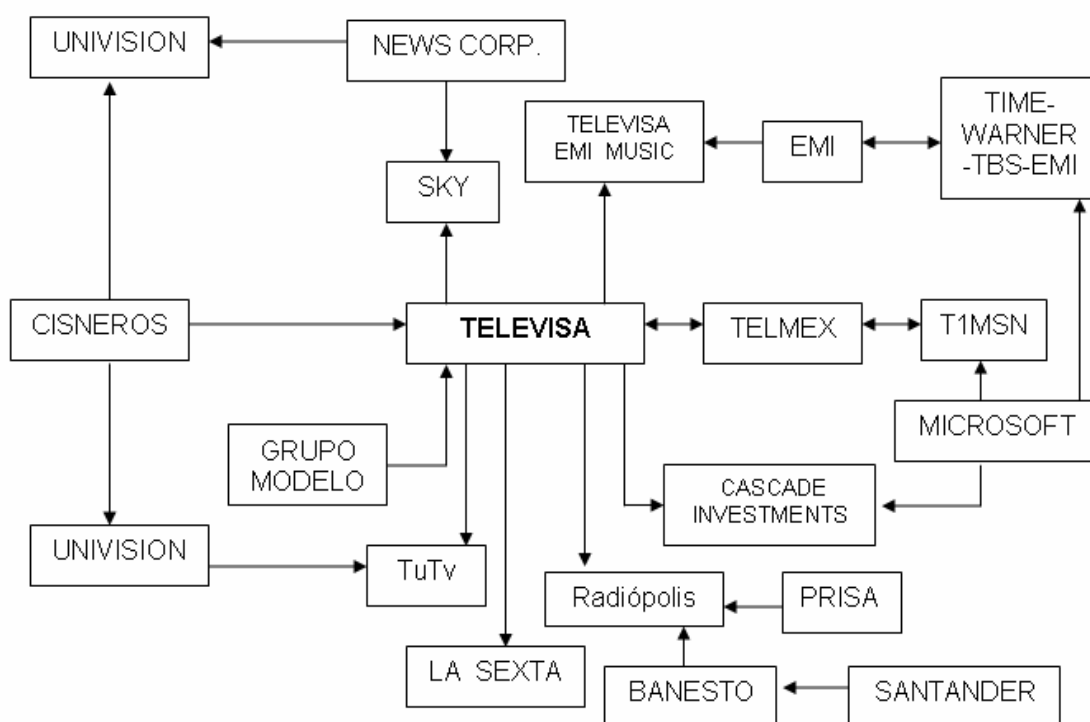 UNIVISION
NEWS CORP.
TELEVISA
EMI MUSIC
EMI
TIME-
WARNER
-TBS-EMI
SKY
CISNEROS
TELEVISA
TELMEX
T1MSN
MICROSOFT
GRUPO
MODELO
CASCADE
INVESTMENTS
UNIVISION
TuTv
Radiópolis
PRISA
LA SEXTA
BANESTO
SANTANDER